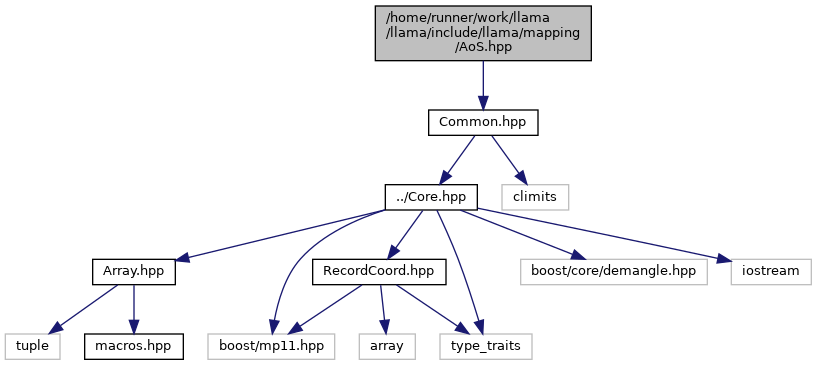 /home/runner/work/llama
/llama/include/llama/mapping
/AoS.hpp
Common.hpp
../Core.hpp
climits
Array.hpp
RecordCoord.hpp
boost/core/demangle.hpp
iostream
tuple
macros.hpp
boost/mp11.hpp
array
type_traits